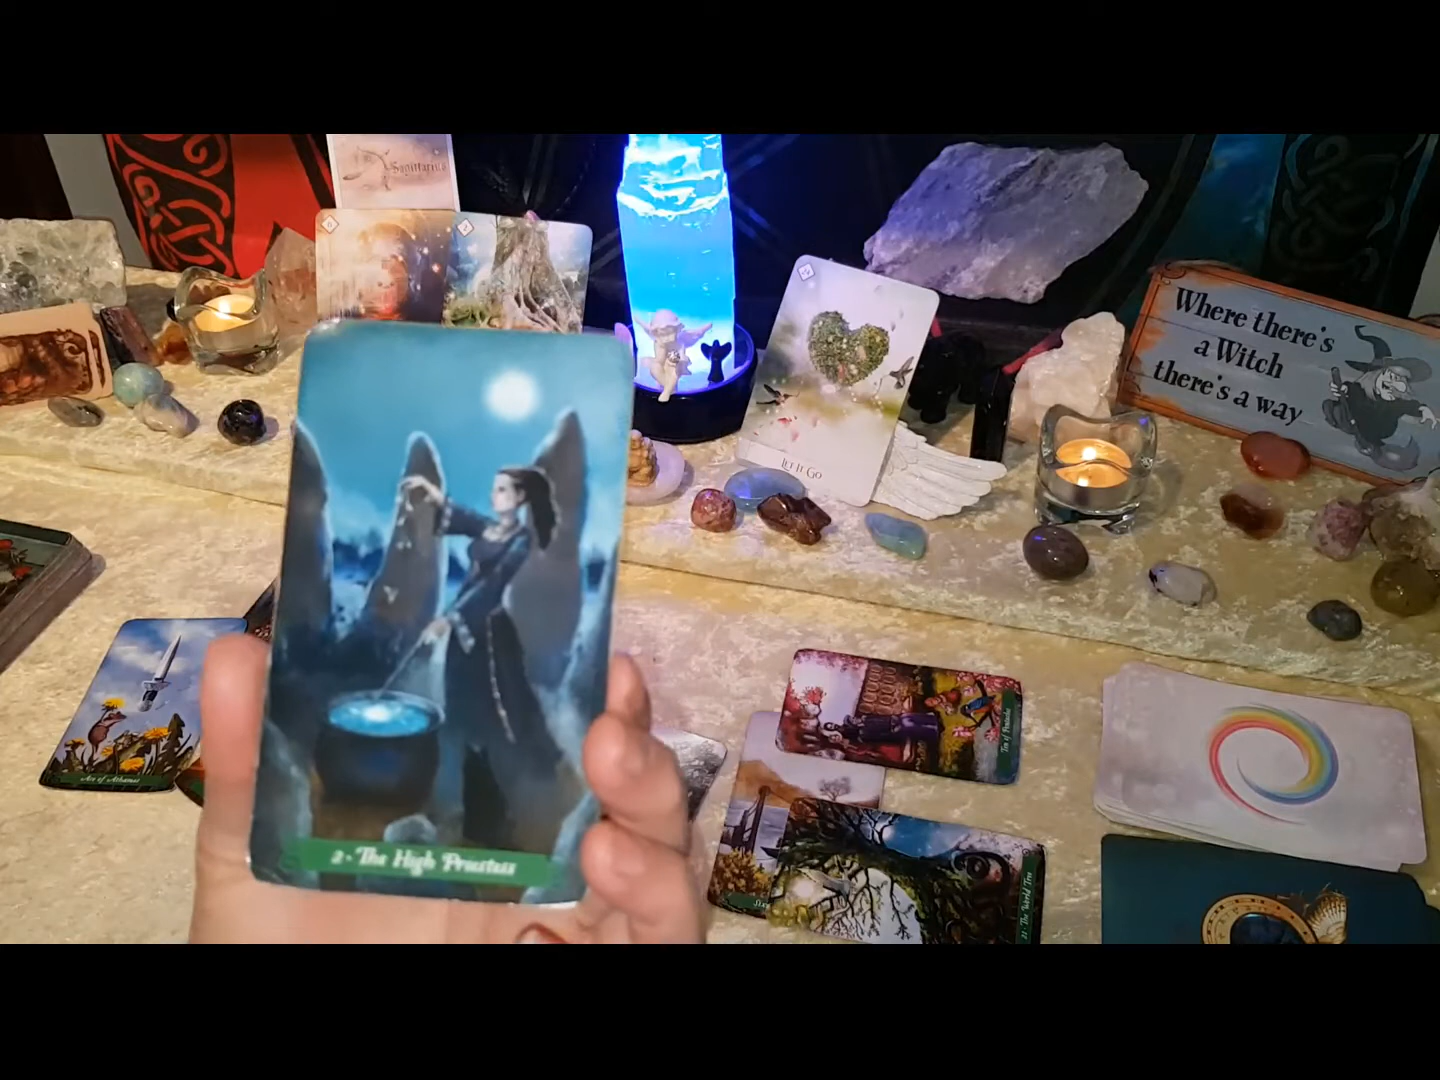 Sagittarius
Where there's
a Witch
there's a way
Let It Go
2 - The High Priestess
Ace of Athames
Ten of Pentacles
21 - The World Tree